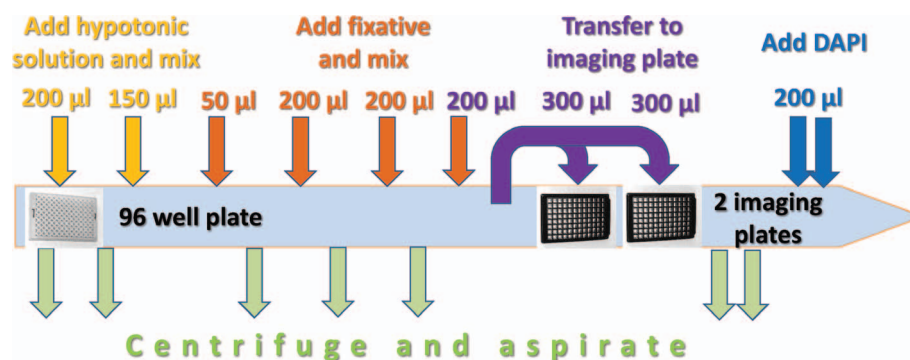 Add hypotonic
solution and mix
200 µl 150 µl
Add fixative
and mix
50 µl 200 µl 200 µl 200 µl
Transfer to
imaging plate
300 µl 300 µl
Add DAPI
200 µl
96 well plate
2 imaging
plates
Centrifuge and aspirate